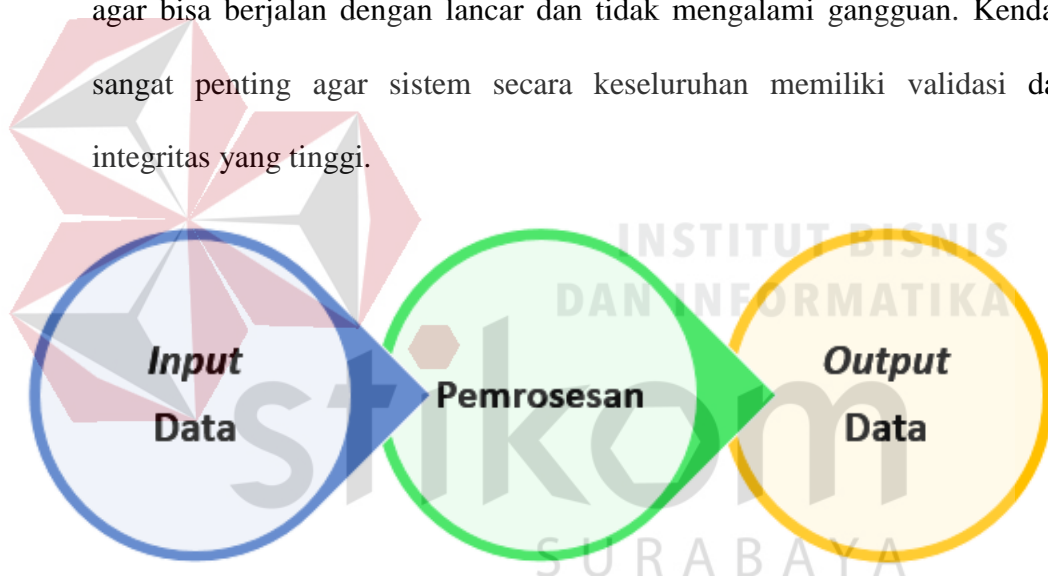 agar bisa berjalan dengan lancar dan tidak mengalami gangguan.
sangat penting agar sistem secara keseluruhan memiliki validasi
integritas yang tinggi.
INSTITUT BISNIS
DAN INFORMATIKA
Input
Data
Pemrosesan
Output
Data
stikom
SURABAYA